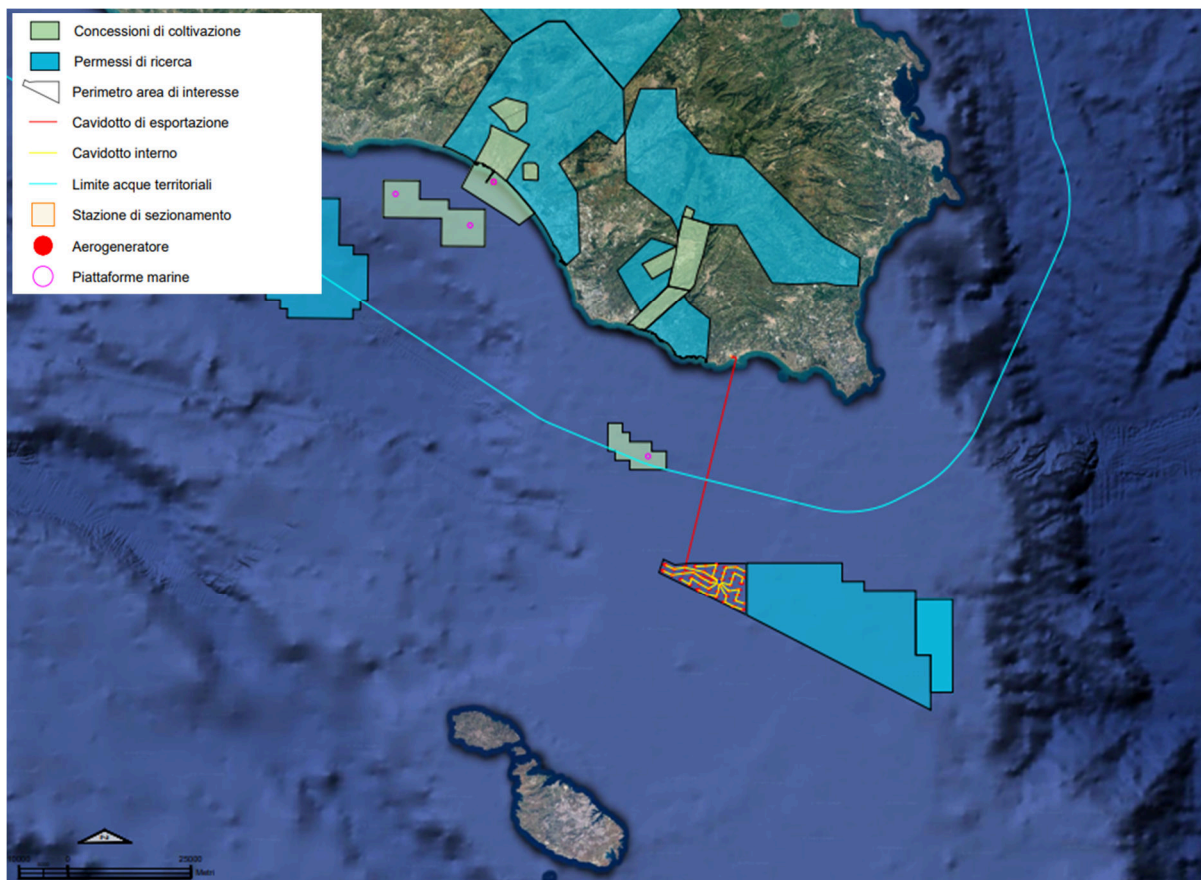 Concessioni di coltivazione
Permessi di ricerca
Perimetro area di interesse
Cavidotto di esportazione
Cavidotto interno
Limite acque territoriali
Stazione di sezionamento
Aerogeneratore
Piattaforme marine
10000 0 25000
Metri